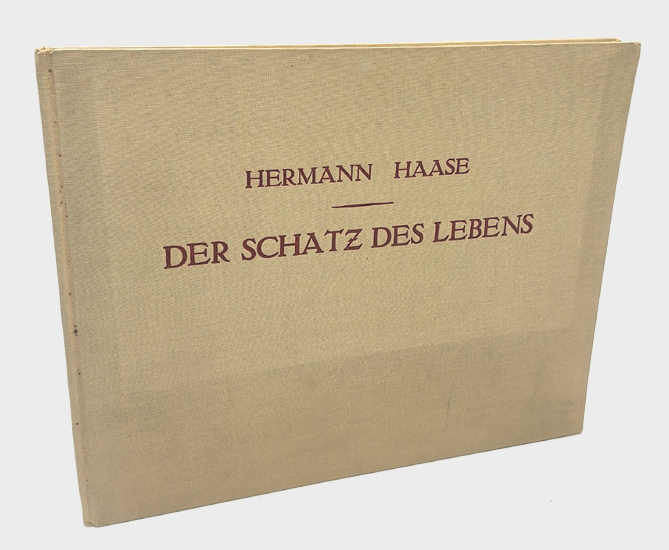 HERMANN HAASE
DER SCHATZ DES LEBENS